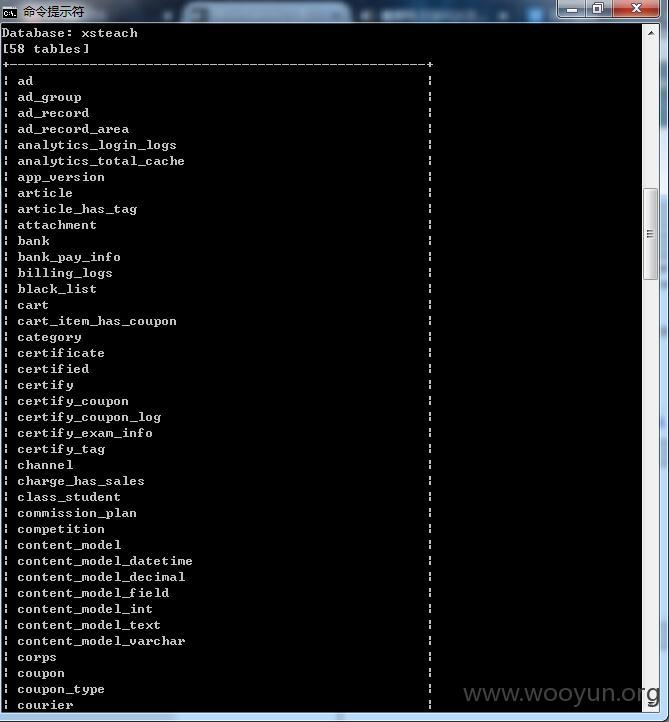 命令提示符
Database: xsteach
[58 tables]
+----------------------------------------------------+
| ad |
| ad_group |
| ad_record |
| ad_record_area |
| analytics_login_logs |
| analytics_total_cache |
| app_version |
| article |
| article_has_tag |
| attachment |
| bank |
| bank_pay_info |
| billing_logs |
| black_list |
| cart |
| cart_item_has_coupon |
| category |
| certificate |
| certified |
| certify |
| certify_coupon |
| certify_coupon_log |
| certify_exam_info |
| certify_tag |
| channel |
| charge_has_sales |
| class_student |
| commission_plan |
| competition |
| content_model |
| content_model_datetime |
| content_model_decimal |
| content_model_field |
| content_model_int |
| content_model_text |
| content_model_varchar |
| corps |
| coupon |
| coupon_type |
| courier |
www.wooyun.org